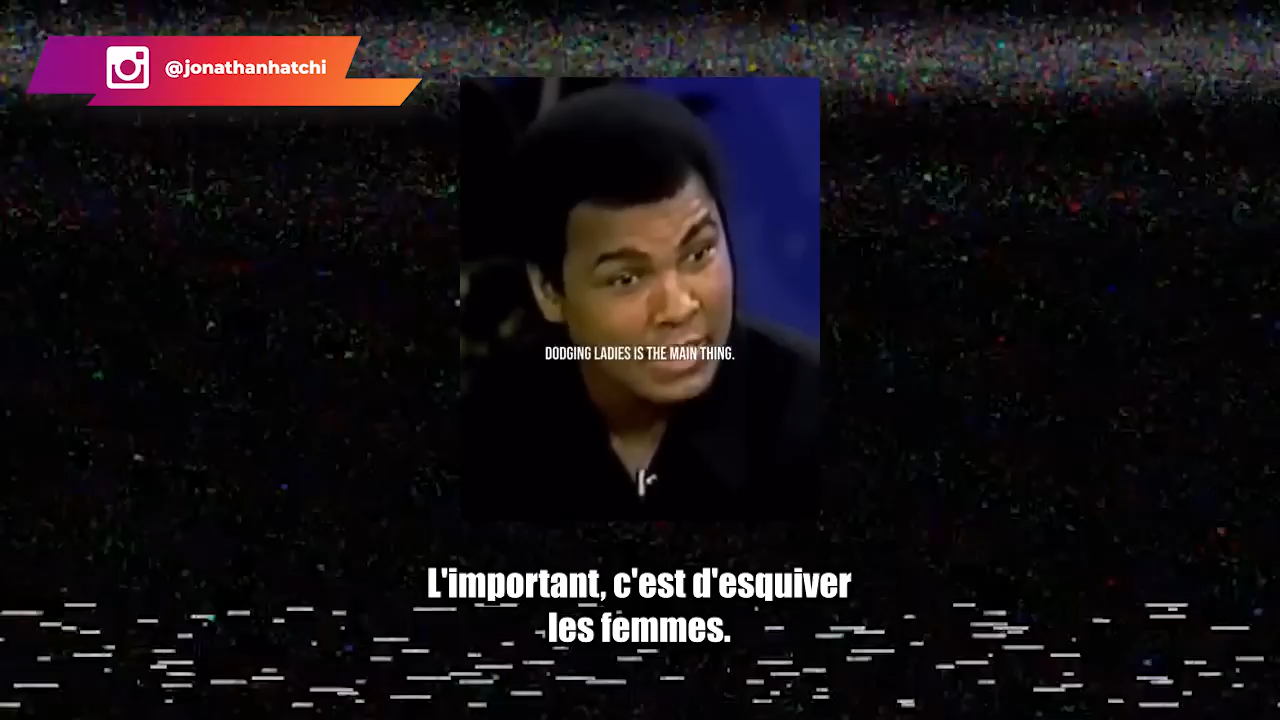 @jonathanhatchi
DODGING LADIES IS THE MAIN THING.
L'important, c'est d'esquiver
les femmes.